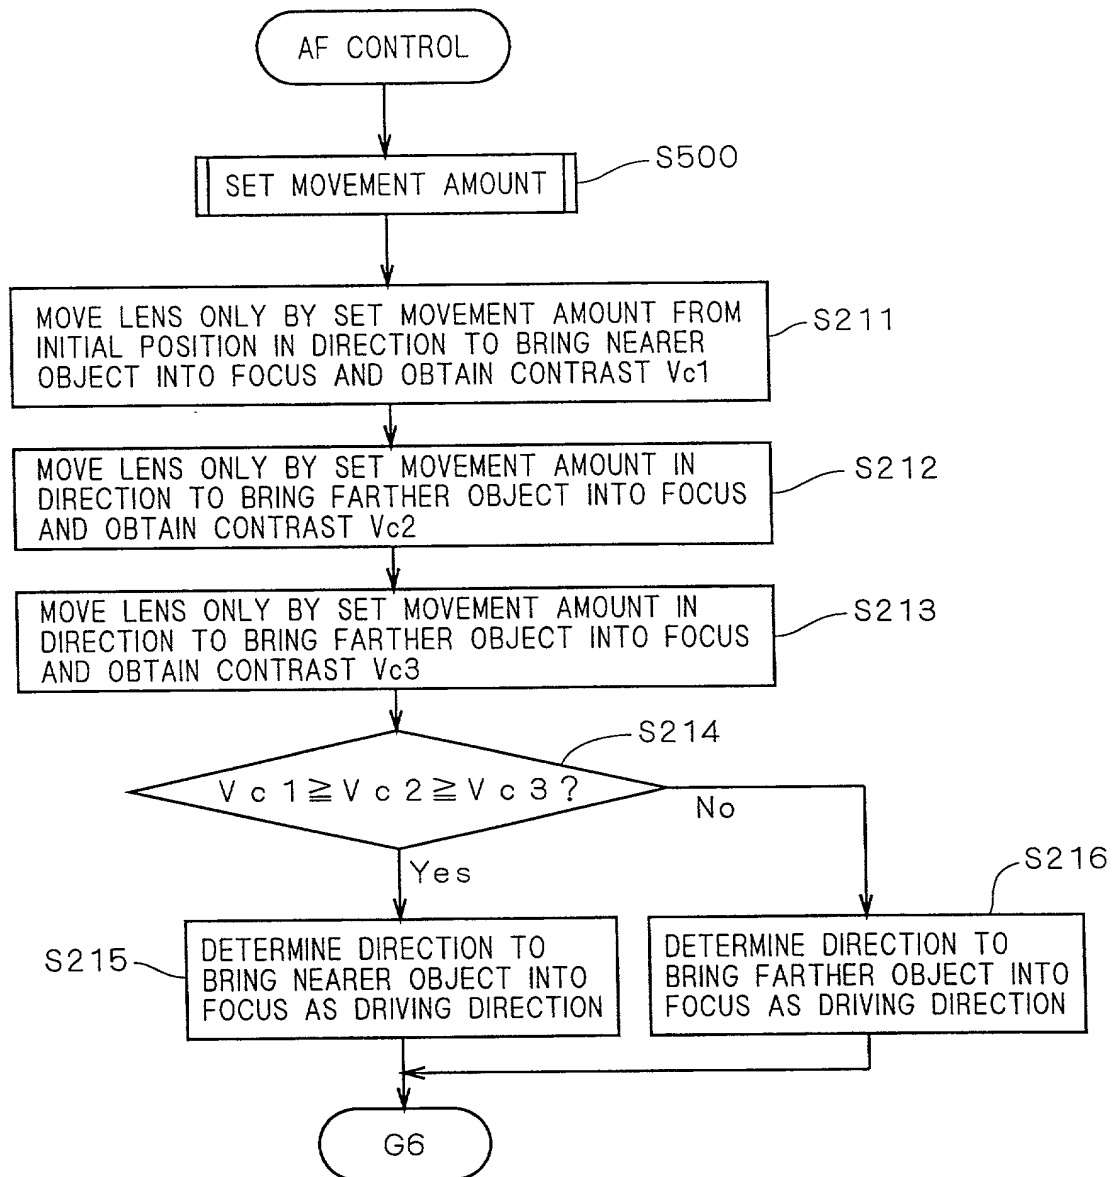 AF CONTROL
SET MOVEMENT AMOUNT
S500
MOVE LENS ONLY BY SET MOVEMENT AMOUNT FROM
INITIAL POSITION IN DIRECTION TO BRING NEARER
OBJECT INTO FOCUS AND OBTAIN CONTRAST Vc1
S211
MOVE LENS ONLY BY SET MOVEMENT AMOUNT IN
DIRECTION TO BRING FARTHER OBJECT INTO FOCUS
AND OBTAIN CONTRAST Vc2
S212
MOVE LENS ONLY BY SET MOVEMENT AMOUNT IN
DIRECTION TO BRING FARTHER OBJECT INTO FOCUS
AND OBTAIN CONTRAST Vc3
S213
S214
Vc1≧Vc2≧Vc3?
No
Yes
S215
DETERMINE DIRECTION TO
BRING NEARER OBJECT INTO
FOCUS AS DRIVING DIRECTION
S216
DETERMINE DIRECTION TO
BRING FARTHER OBJECT INTO
FOCUS AS DRIVING DIRECTION
G6